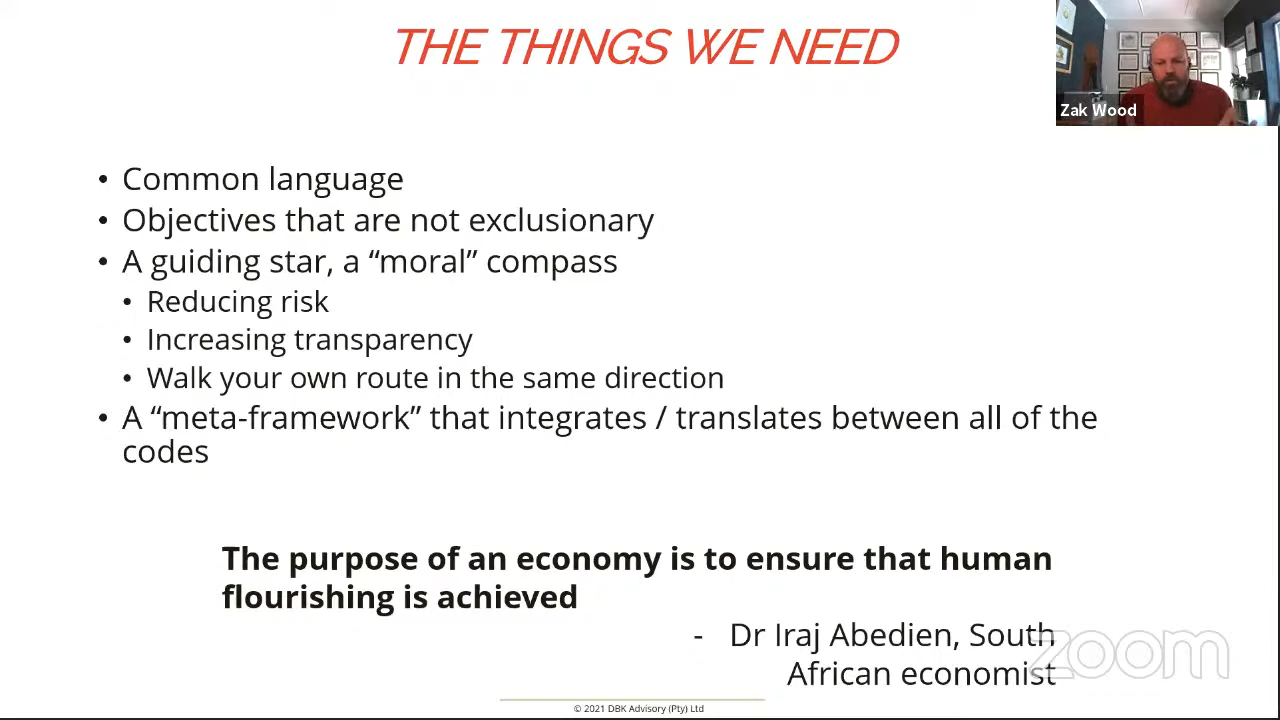 THE THINGS WE NEED
Zak Wood
• Common language
• Objectives that are not exclusionary
• A guiding star, a “moral” compass
• Reducing risk
• Increasing transparency
• Walk your own route in the same direction
• A “meta-framework” that integrates / translates between all of the
codes
The purpose of an economy is to ensure that human
flourishing is achieved
- Dr Iraj Abedien, South
African economist
zoom
© 2021 DBK Advisory (Pty) Ltd